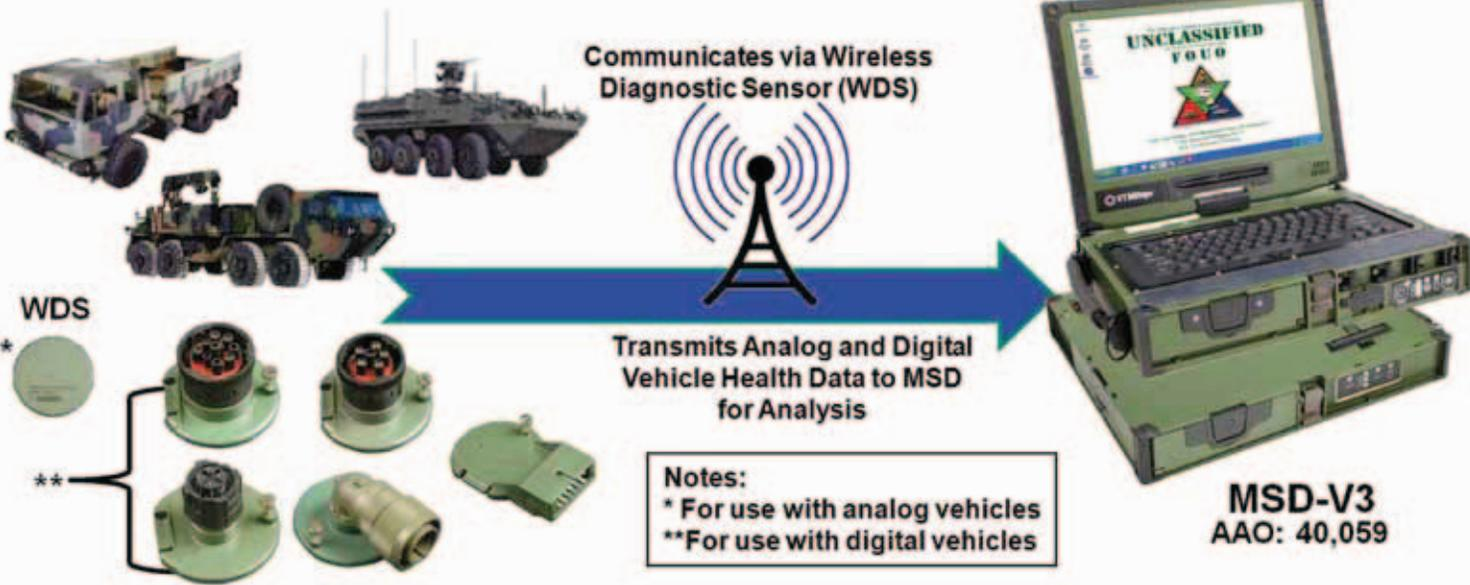 Communicates via Wireless
Diagnostic Sensor (WDS)
UNCLASSIFIED
FOUO
WDS
*
**
Transmits Analog and Digital
Vehicle Health Data to MSD
for Analysis
Notes:
* For use with analog vehicles
**For use with digital vehicles
MSD-V3
AAO: 40,059